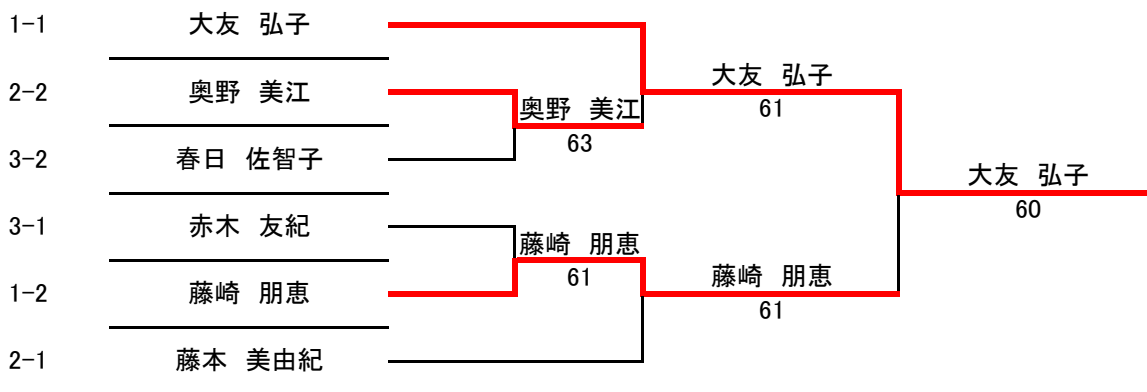 1-1 大友 弘子
2-2 奥野 美江
3-2 春日 佐智子
3-1 赤木 友紀
1-2 藤崎 朋恵
2-1 藤本 美由紀
奥野 美江
63
藤崎 朋恵
61
大友 弘子
61
藤崎 朋恵
61
大友 弘子
60